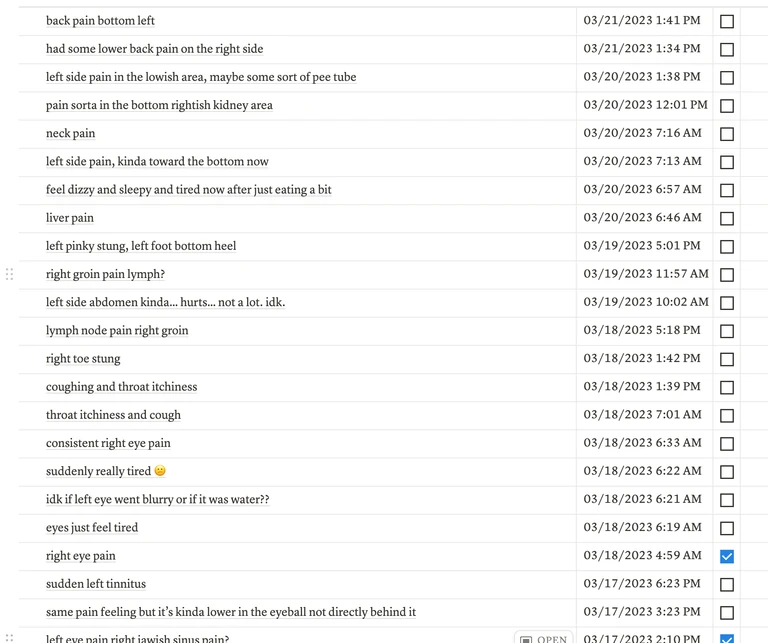 back pain bottom left 03/21/2023 1:41 PM
had some lower back pain on the right side 03/21/2023 1:34 PM
left side pain in the lowish area, maybe some sort of pee tube 03/20/2023 1:38 PM
pain sorta in the bottom rightish kidney area 03/20/2023 12:01 PM
neck pain 03/20/2023 7:16 AM
left side pain, kinda toward the bottom now 03/20/2023 7:13 AM
feel dizzy and sleepy and tired now after just eating a bit 03/20/2023 6:57 AM
liver pain 03/20/2023 6:46 AM
left pinky stung, left foot bottom heel 03/19/2023 5:01 PM
right groin pain lymph? 03/19/2023 11:57 AM
left side abdomen kinda... hurts... not a lot. idk. 03/19/2023 10:02 AM
lymph node pain right groin 03/18/2023 5:18 PM
right toe stung 03/18/2023 1:42 PM
coughing and throat itchiness 03/18/2023 1:39 PM
throat itchiness and cough 03/18/2023 7:01 AM
consistent right eye pain 03/18/2023 6:33 AM
suddenly really tired 03/18/2023 6:22 AM
idk if left eye went blurry or if it was water?? 03/18/2023 6:21 AM
eyes just feel tired 03/18/2023 6:19 AM
right eye pain 03/18/2023 4:59 AM
sudden left tinnitus 03/17/2023 6:23 PM
same pain feeling but it's kinda lower in the eyeball not directly behind it 03/17/2023 3:23 PM
left eye pain right jawish sinus pain? OPEN 03/17/2023 2:10 PM